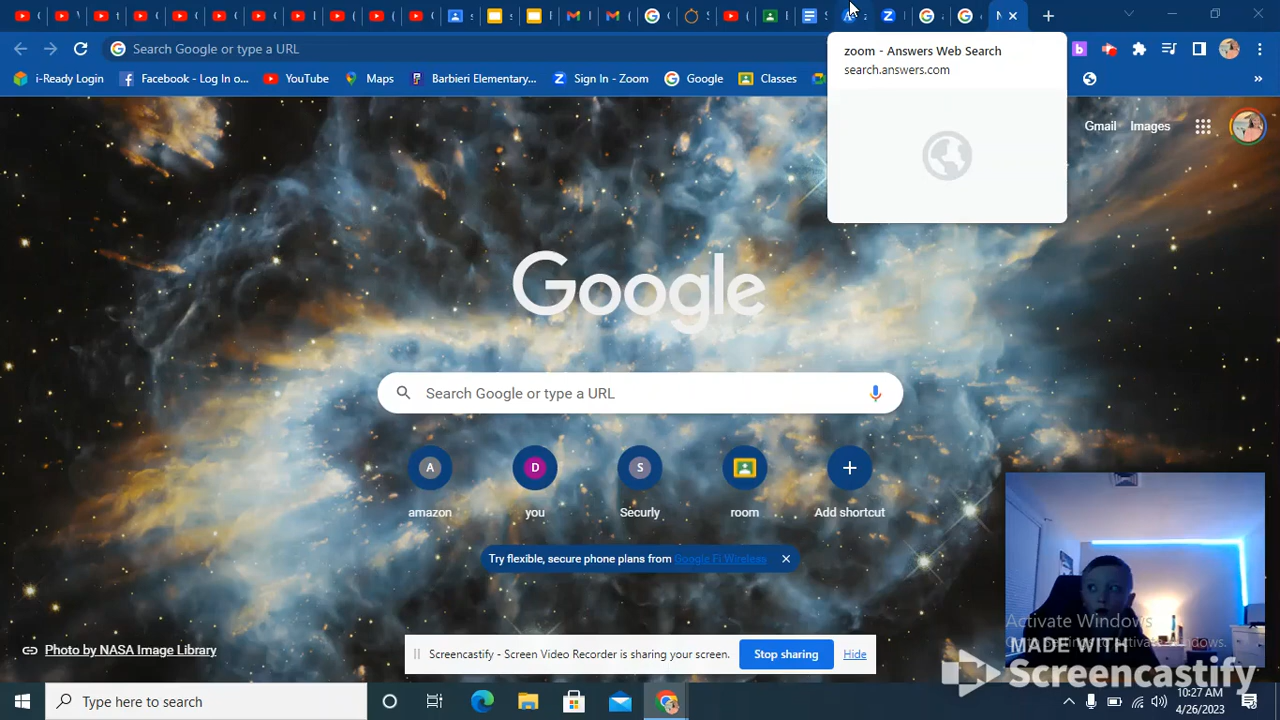 Search Google or type a URL
zoom - Answers Web Search
search.answers.com
i-Ready Login
Facebook - Log In o...
YouTube
Maps
Barbieri Elementary...
Sign In - Zoom
Google
Classes
»
Gmail
Images
Google
Search Google or type a URL
A
D
S
amazon
you
Securly
room
Add shortcut
Try flexible, secure phone plans from Google Fi Wireless
Activate Windows
MADE WITH
Screencastify
Photo by NASA Image Library
Screencastify - Screen Video Recorder is sharing your screen.
Stop sharing
Hide
Type here to search
10:27 AM
4/26/2023